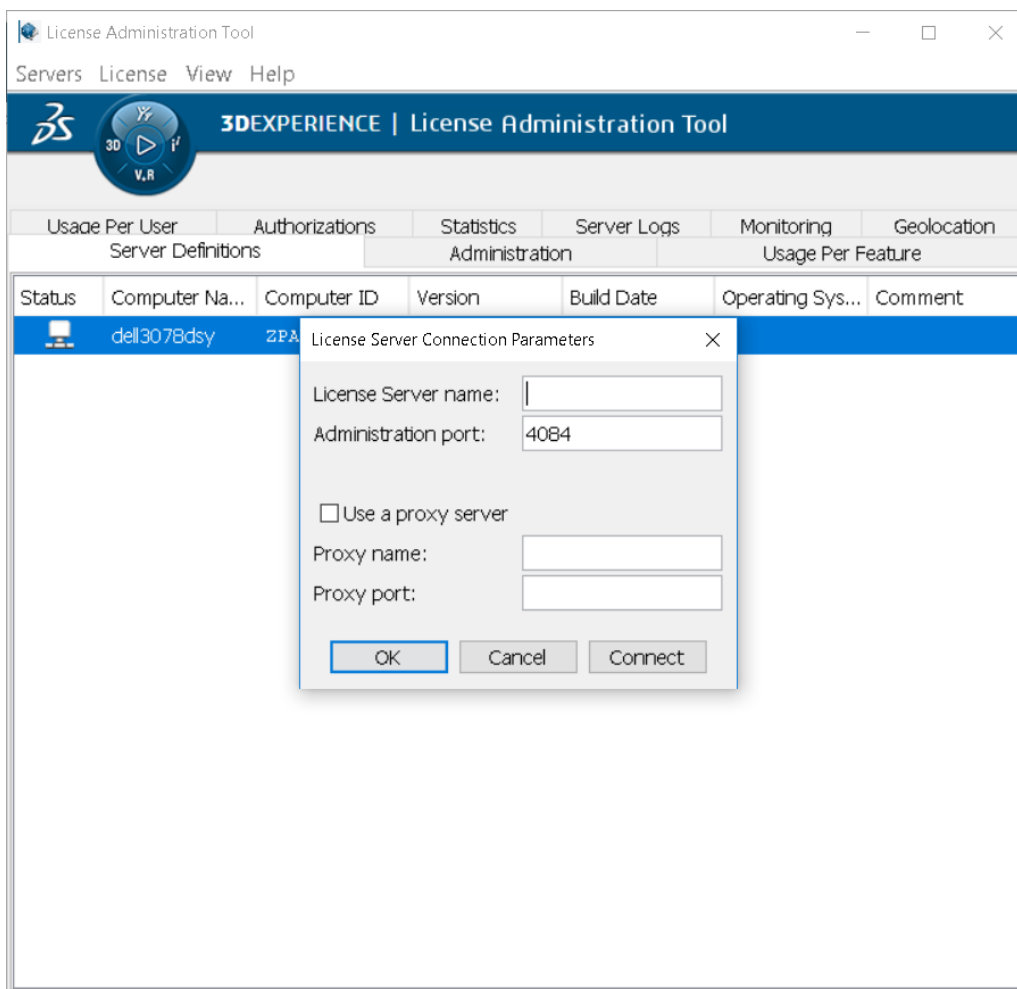 License Administration Tool
Servers License View Help
3DEXPERIENCE | License Administration Tool
3D
V.R
Usage Per User Authorizations Statistics Server Logs Monitoring Geolocation
Server Definitions Administration Usage Per Feature
Status Computer Na... Computer ID Version Build Date Operating Sys... Comment
dell3078dsy ZPA
License Server Connection Parameters
License Server name:
Administration port: 4084
Use a proxy server
Proxy name:
Proxy port:
OK Cancel Connect